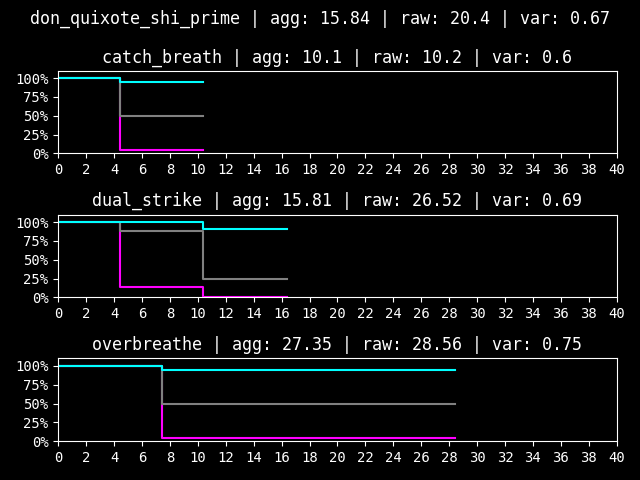 don_quixote_shi_prime | agg: 15.84 | raw: 20.4 | var: 0.67
catch_breath | agg: 10.1 | raw: 10.2 | var: 0.6
100%
75%
50%
25%
0%
0 2 4 6 8 10 12 14 16 18 20 22 24 26 28 30 32 34 36 38 40
dual_strike | agg: 15.81 | raw: 26.52 | var: 0.69
100%
75%
50%
25%
0%
0 2 4 6 8 10 12 14 16 18 20 22 24 26 28 30 32 34 36 38 40
overbreathe | agg: 27.35 | raw: 28.56 | var: 0.75
100%
75%
50%
25%
0%
0 2 4 6 8 10 12 14 16 18 20 22 24 26 28 30 32 34 36 38 40